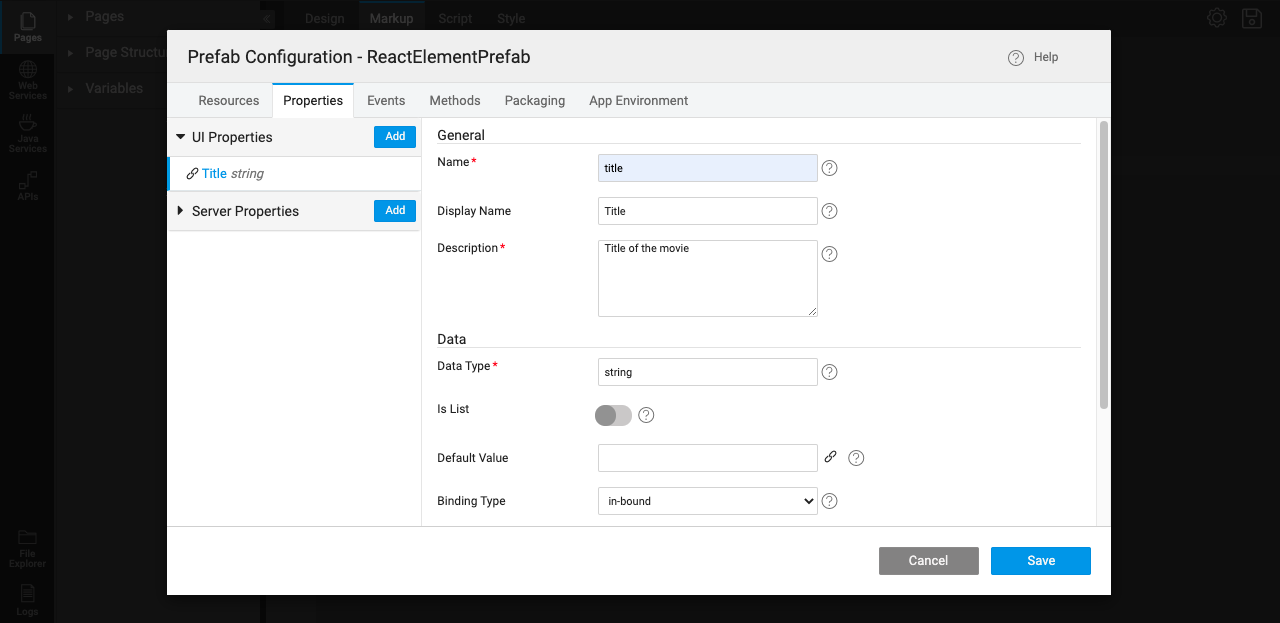 Pages
Design
Markup
Script
Style
Pages
Page Structu
Variables
Web
Services
Java
Services
APIs
File
Explorer
Logs
Prefab Configuration - ReactElementPrefab
Help
Resources
Properties
Events
Methods
Packaging
App Environment
UI Properties
Add
Title string
Server Properties
Add
General
Name*
title
Display Name
Title
Description*
Title of the movie
Data
Data Type*
string
Is List
Default Value
Binding Type
in-bound
Cancel
Save